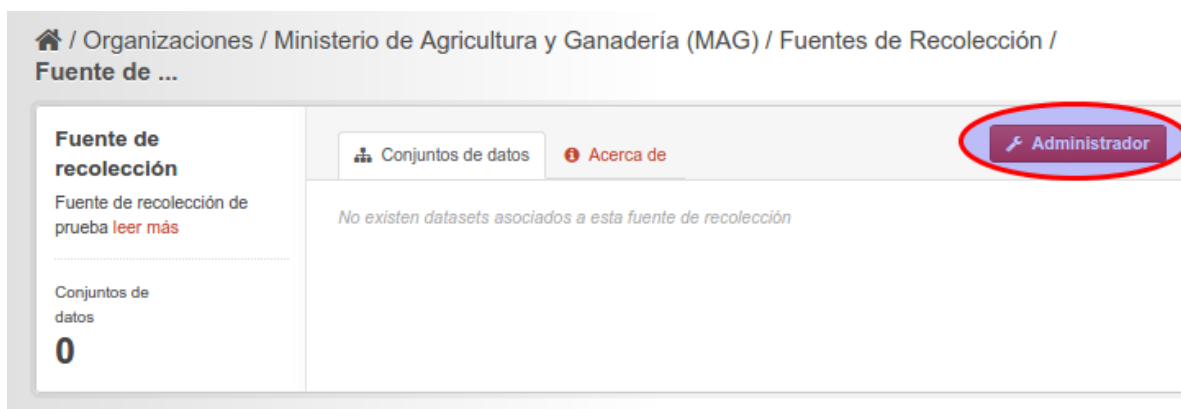 / Organizaciones / Ministerio de Agricultura y Ganadería (MAG) / Fuentes de Recolección /
Fuente de ...
Fuente de
recolección
Fuente de recolección de
prueba leer más
Conjuntos de
datos
0
Conjuntos de datos
Acerca de
Administrador
No existen datasets asociados a esta fuente de recolección